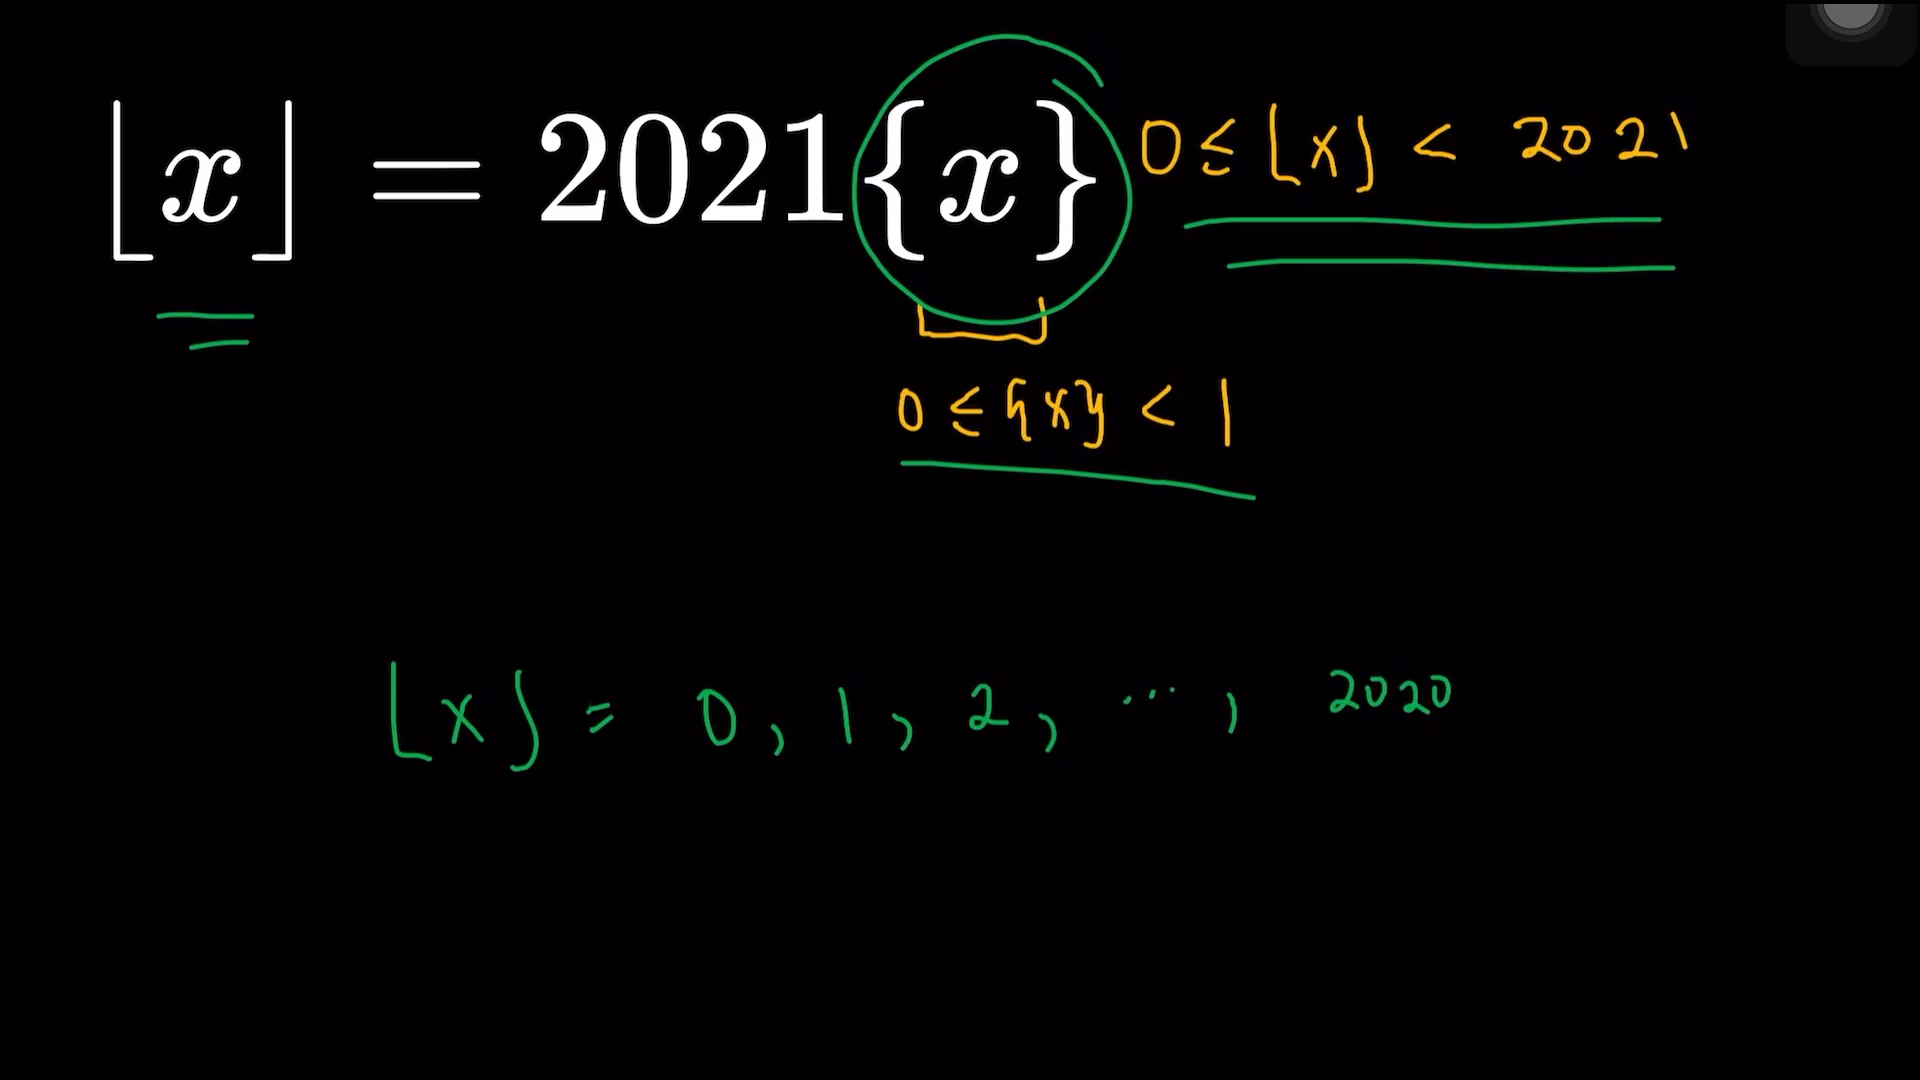 ⌊x⌋ = 2021{x} 0 ≤ ⌊x⌋ < 2021
0 ≤ {x} < 1
⌊x⌋ = 0, 1, 2, ..., 2020